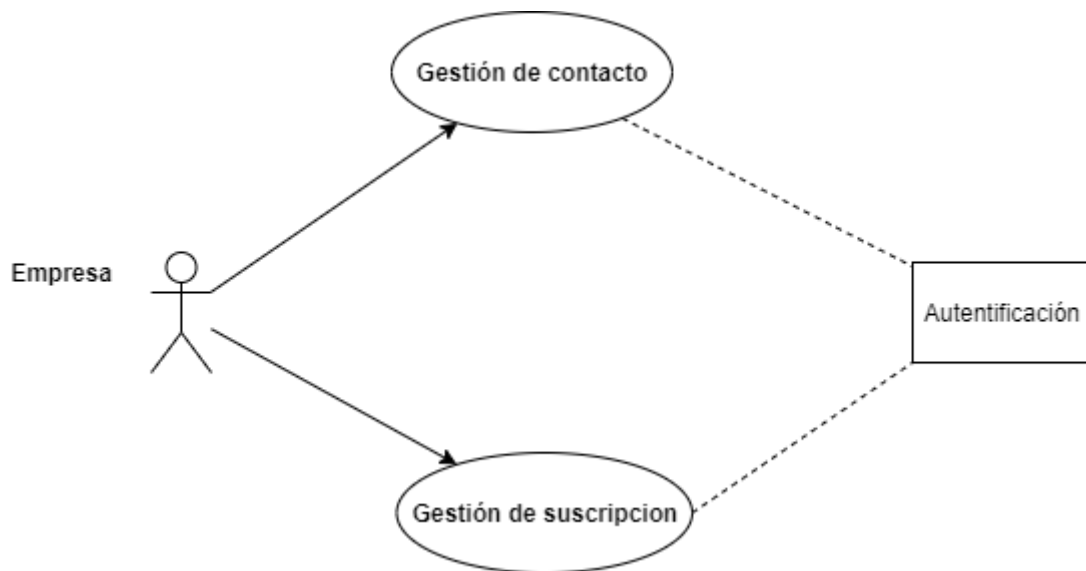 Gestión de contacto
Empresa
Autentificación
Gestión de suscripcion